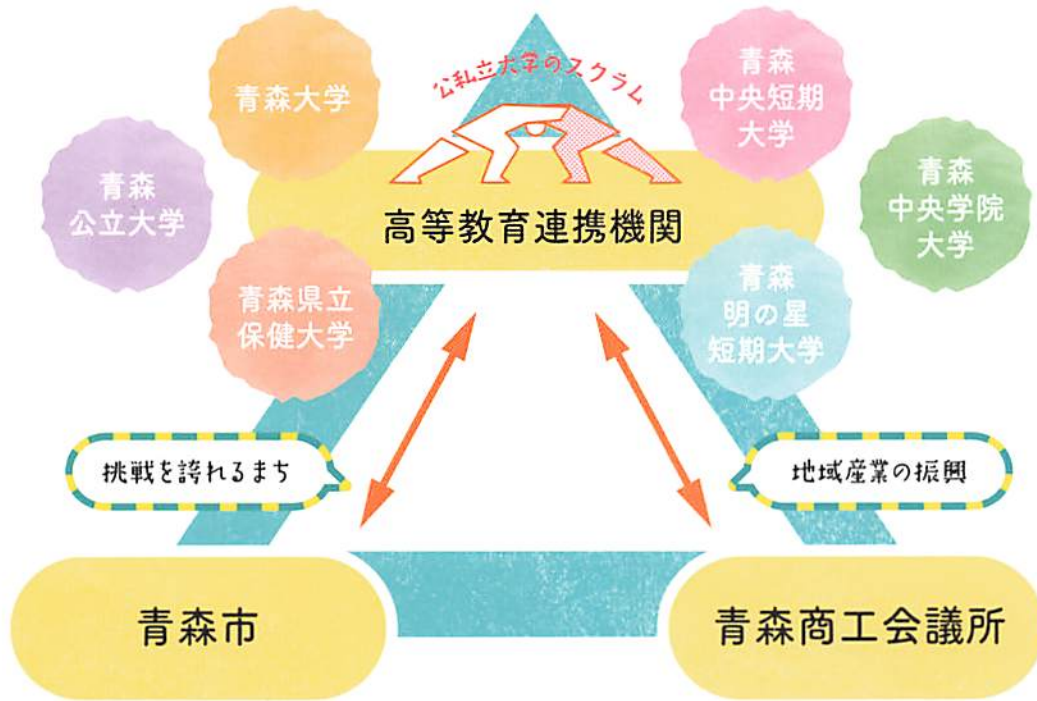 公私立大学のスクラム
青森大学
青森
中央短期
大学
青森
公立大学
青森
中央学院
大学
高等教育連携機関
青森県立
保健大学
青森
明の星
短期大学
挑戦を誇れるまち
地域産業の振興
青森市
青森商工会議所